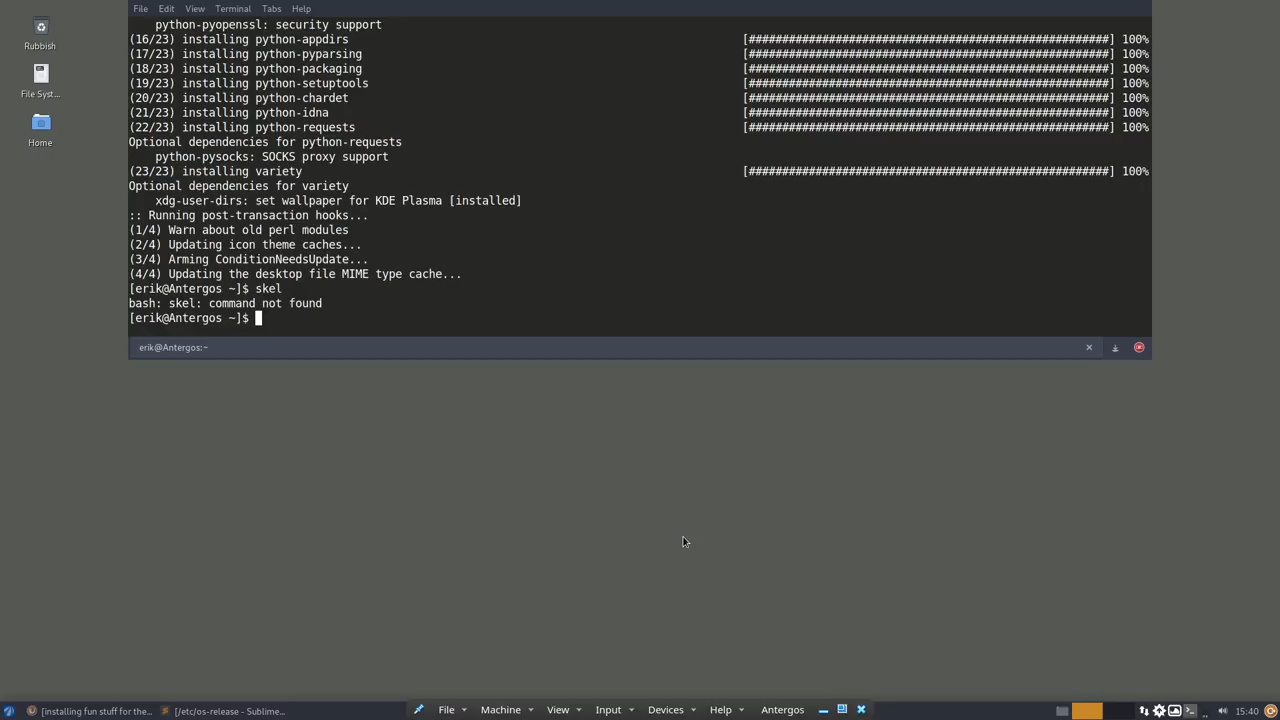 File Edit View Terminal Tabs Help
Rubbish
File Syst...
Home
python-pyopenssl: security support
(16/23) installing python-appdirs [######################################################] 100%
(17/23) installing python-pyparsing [######################################################] 100%
(18/23) installing python-packaging [######################################################] 100%
(19/23) installing python-setuptools [######################################################] 100%
(20/23) installing python-chardet [######################################################] 100%
(21/23) installing python-idna [######################################################] 100%
(22/23) installing python-requests [######################################################] 100%
Optional dependencies for python-requests
python-pysocks: SOCKS proxy support
(23/23) installing variety [######################################################] 100%
Optional dependencies for variety
xdg-user-dirs: set wallpaper for KDE Plasma [installed]
:: Running post-transaction hooks...
(1/4) Warn about old perl modules
(2/4) Updating icon theme caches...
(3/4) Arming ConditionNeedsUpdate...
(4/4) Updating the desktop file MIME type cache...
[erik@Antergos ~]$ skel
bash: skel: command not found
[erik@Antergos ~]$
erik@Antergos:~
[installing fun stuff for the... [/etc/os-release - Sublime... File Machine View Input Devices Help Antergos 15:40